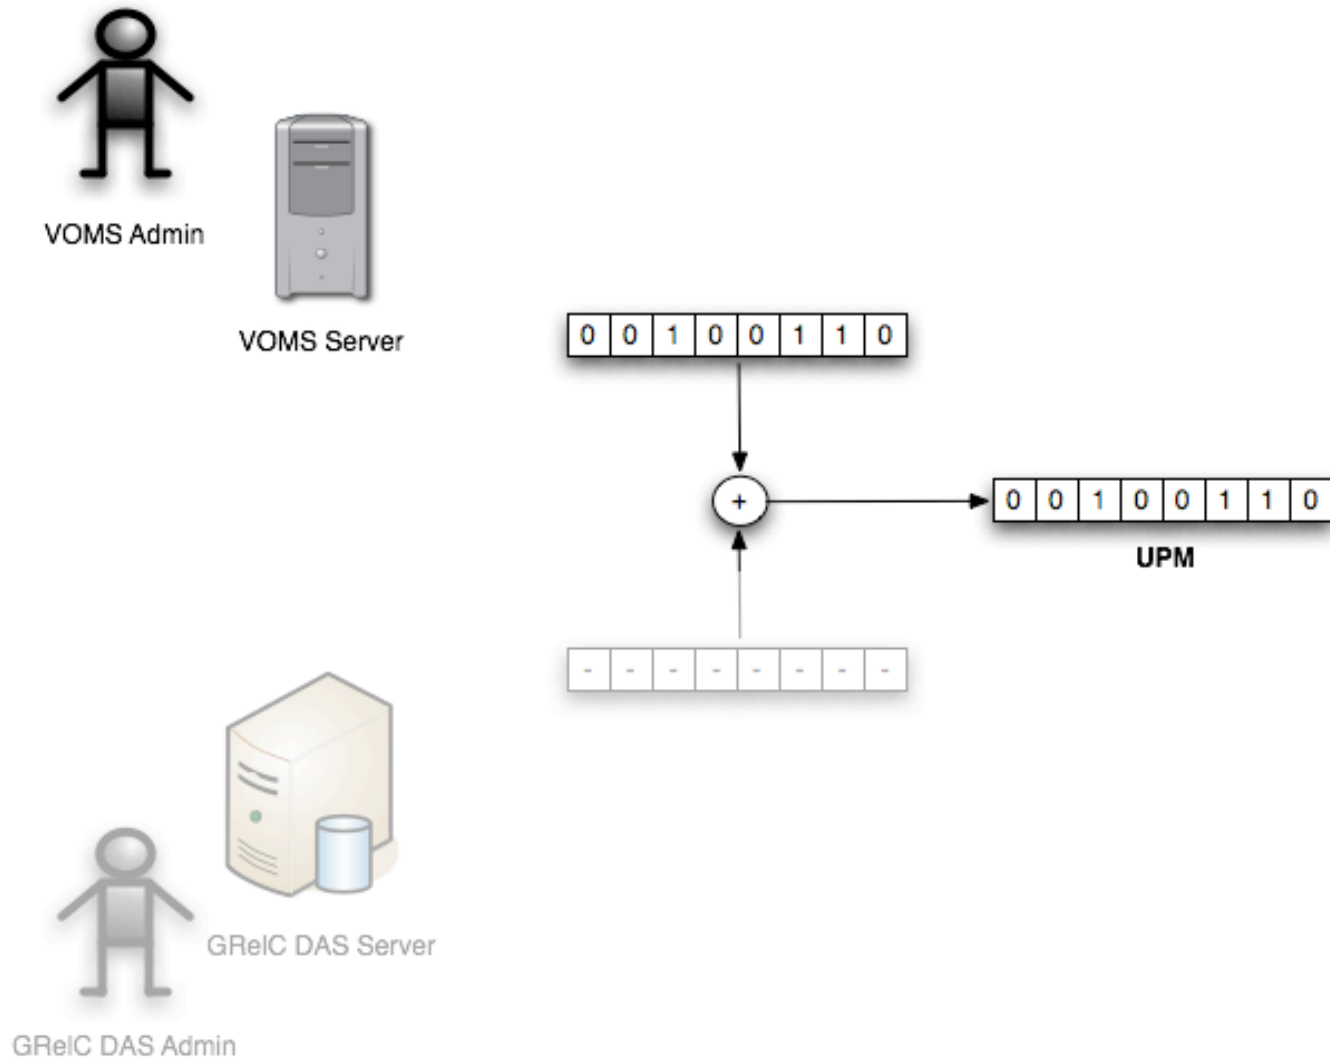 VOMS Admin
VOMS Server
0 0 1 0 0 1 1 0
+
0 0 1 0 0 1 1 0
UPM
- - - - - - - -
GRelC DAS Server
GRelC DAS Admin